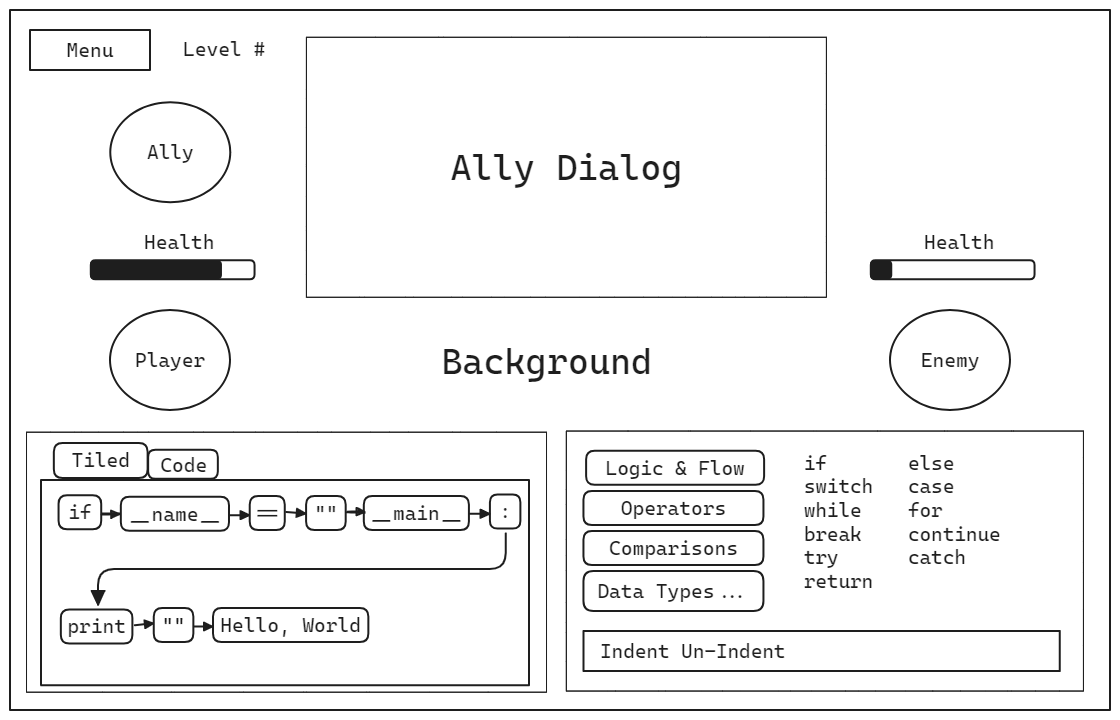 Menu
Level #
Ally
Ally Dialog
Health
Health
Player
Background
Enemy
Tiled
Code
if __name__ == "" __main__ :
print "" Hello, World
Logic & Flow
Operators
Comparisons
Data Types...
if else
switch case
while for
break continue
try catch
return
Indent Un-Indent